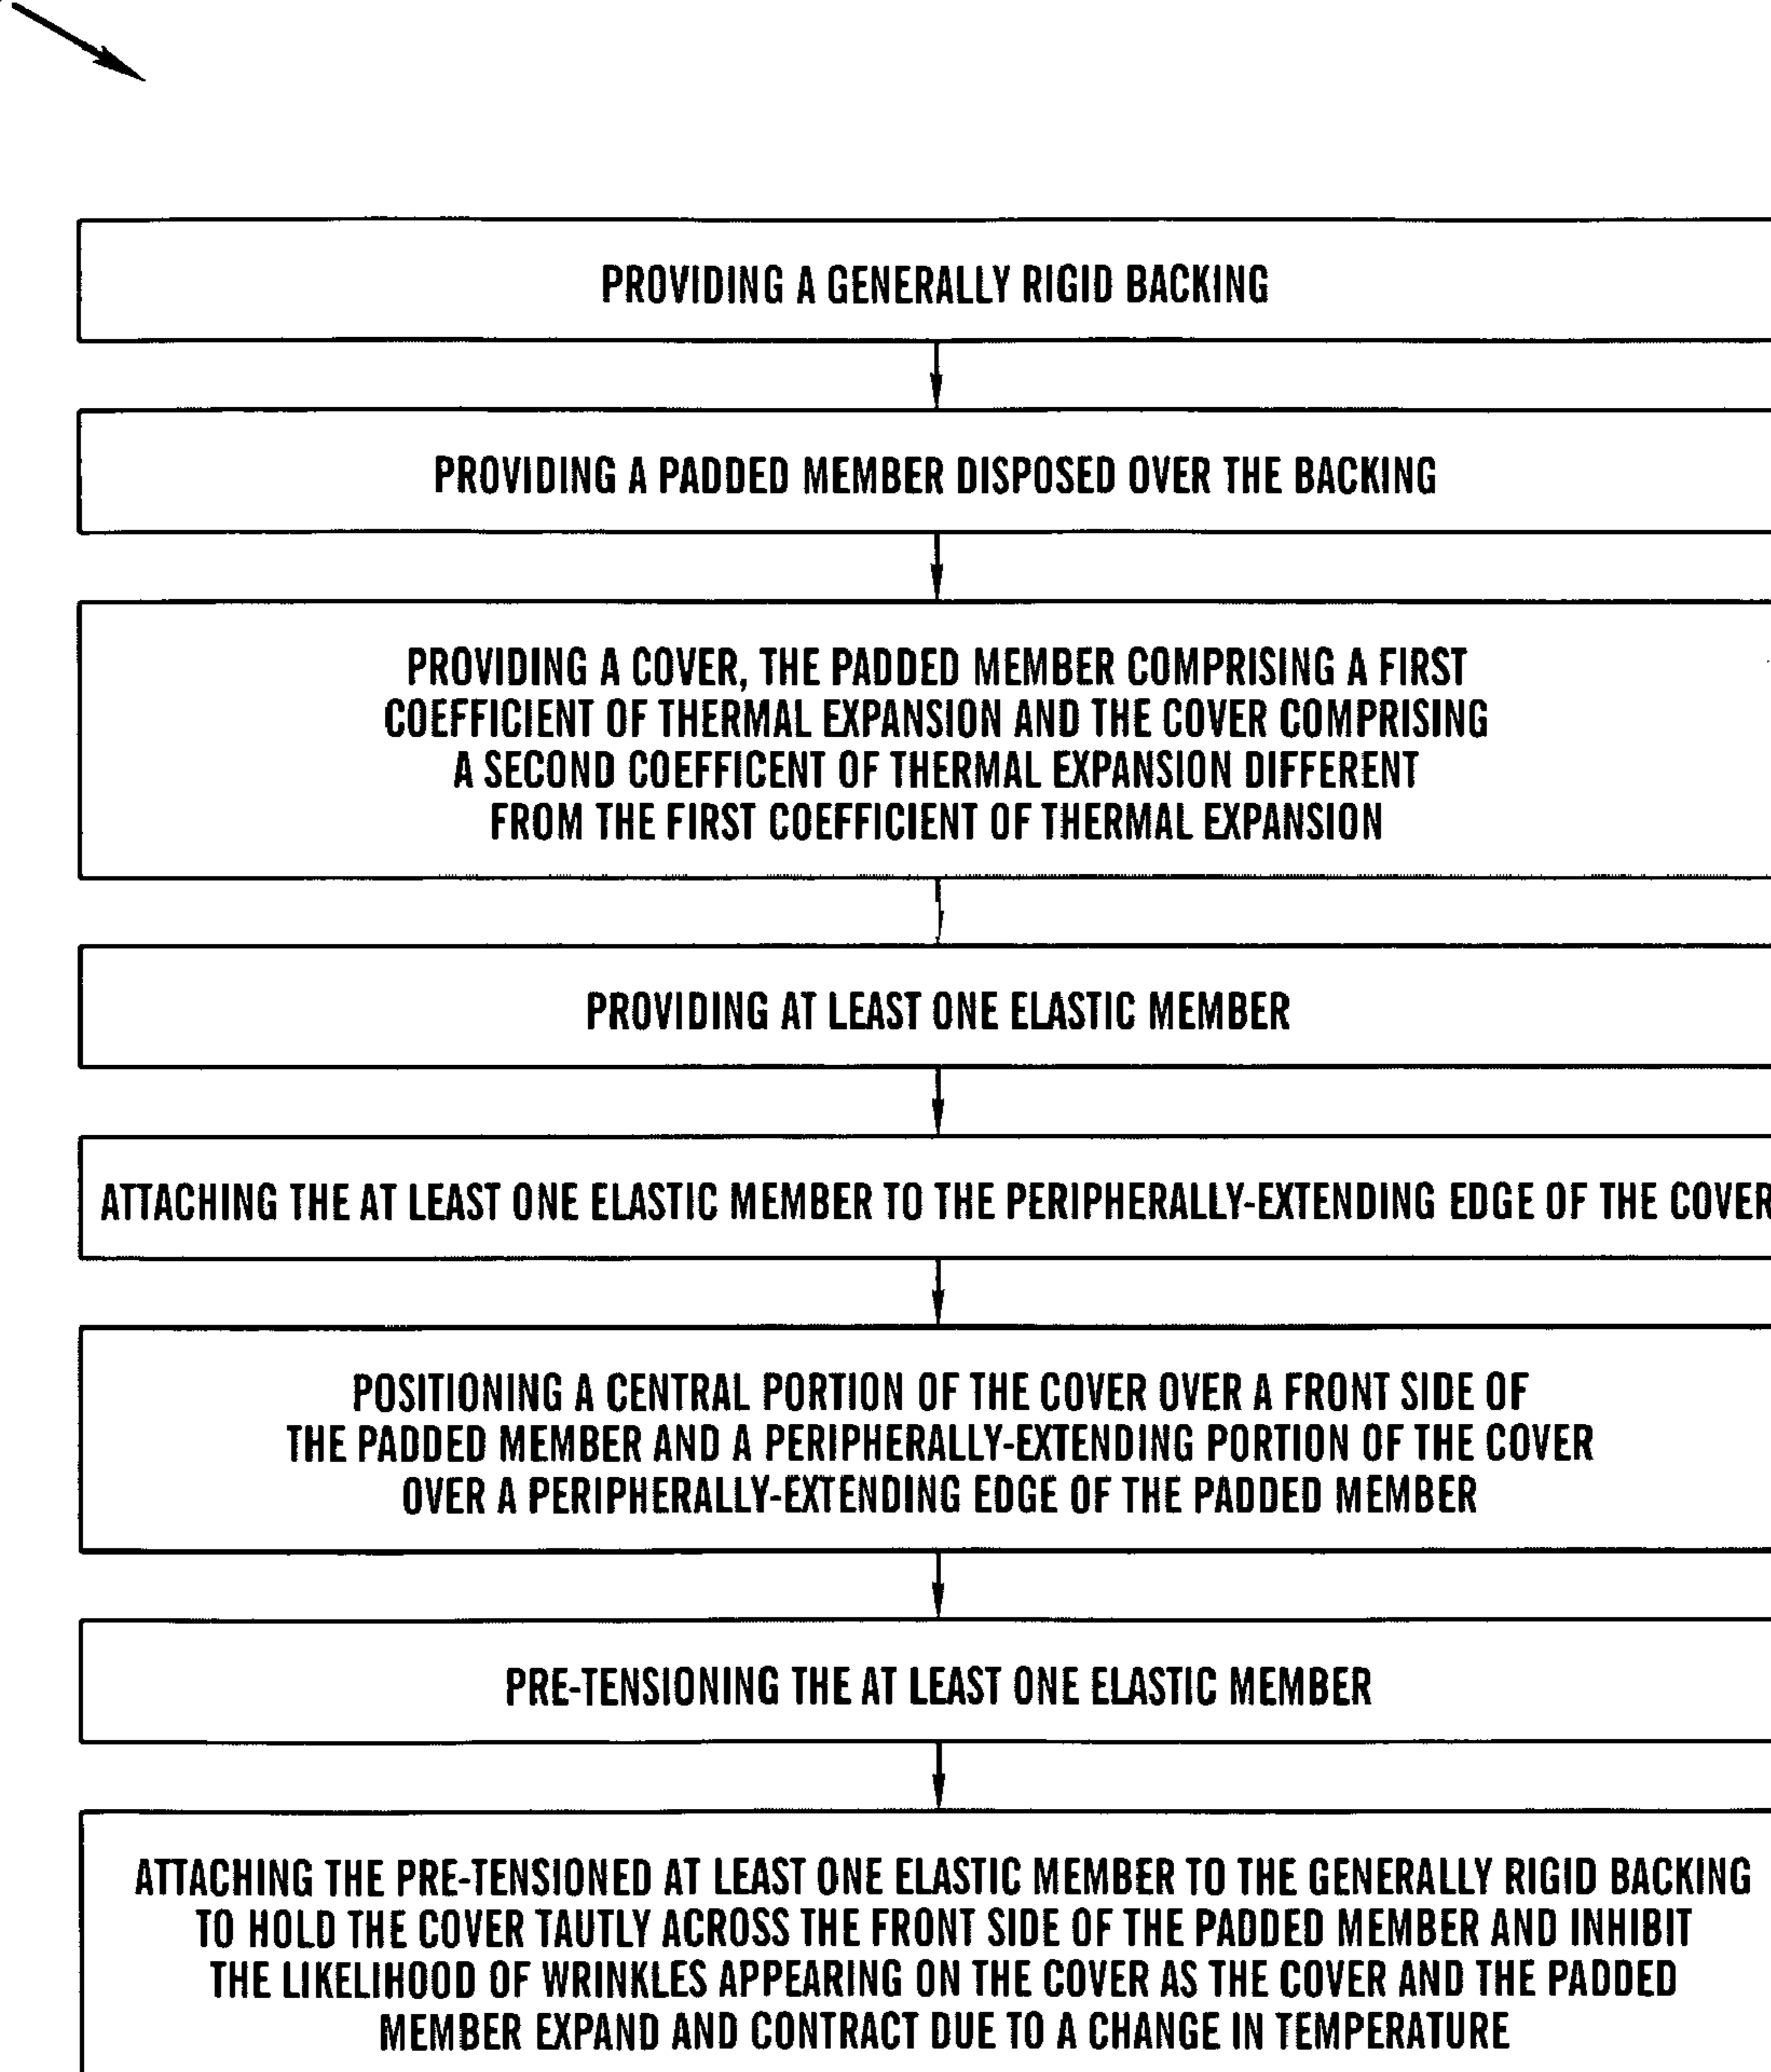 PROVIDING A GENERALLY RIGID BACKING
PROVIDING A PADDED MEMBER DISPOSED OVER THE BACKING
PROVIDING A COVER, THE PADDED MEMBER COMPRISING A FIRST
COEFFICIENT OF THERMAL EXPANSION AND THE COVER COMPRISING
A SECOND COEFFICENT OF THERMAL EXPANSION DIFFERENT
FROM THE FIRST COEFFICIENT OF THERMAL EXPANSION
PROVIDING AT LEAST ONE ELASTIC MEMBER
ATTACHING THE AT LEAST ONE ELASTIC MEMBER TO THE PERIPHERALLY-EXTENDING EDGE OF THE COVER
POSITIONING A CENTRAL PORTION OF THE COVER OVER A FRONT SIDE OF
THE PADDED MEMBER AND A PERIPHERALLY-EXTENDING PORTION OF THE COVER
OVER A PERIPHERALLY-EXTENDING EDGE OF THE PADDED MEMBER
PRE-TENSIONING THE AT LEAST ONE ELASTIC MEMBER
ATTACHING THE PRE-TENSIONED AT LEAST ONE ELASTIC MEMBER TO THE GENERALLY RIGID BACKING
TO HOLD THE COVER TAUTLY ACROSS THE FRONT SIDE OF THE PADDED MEMBER AND INHIBIT
THE LIKELIHOOD OF WRINKLES APPEARING ON THE COVER AS THE COVER AND THE PADDED
MEMBER EXPAND AND CONTRACT DUE TO A CHANGE IN TEMPERATURE